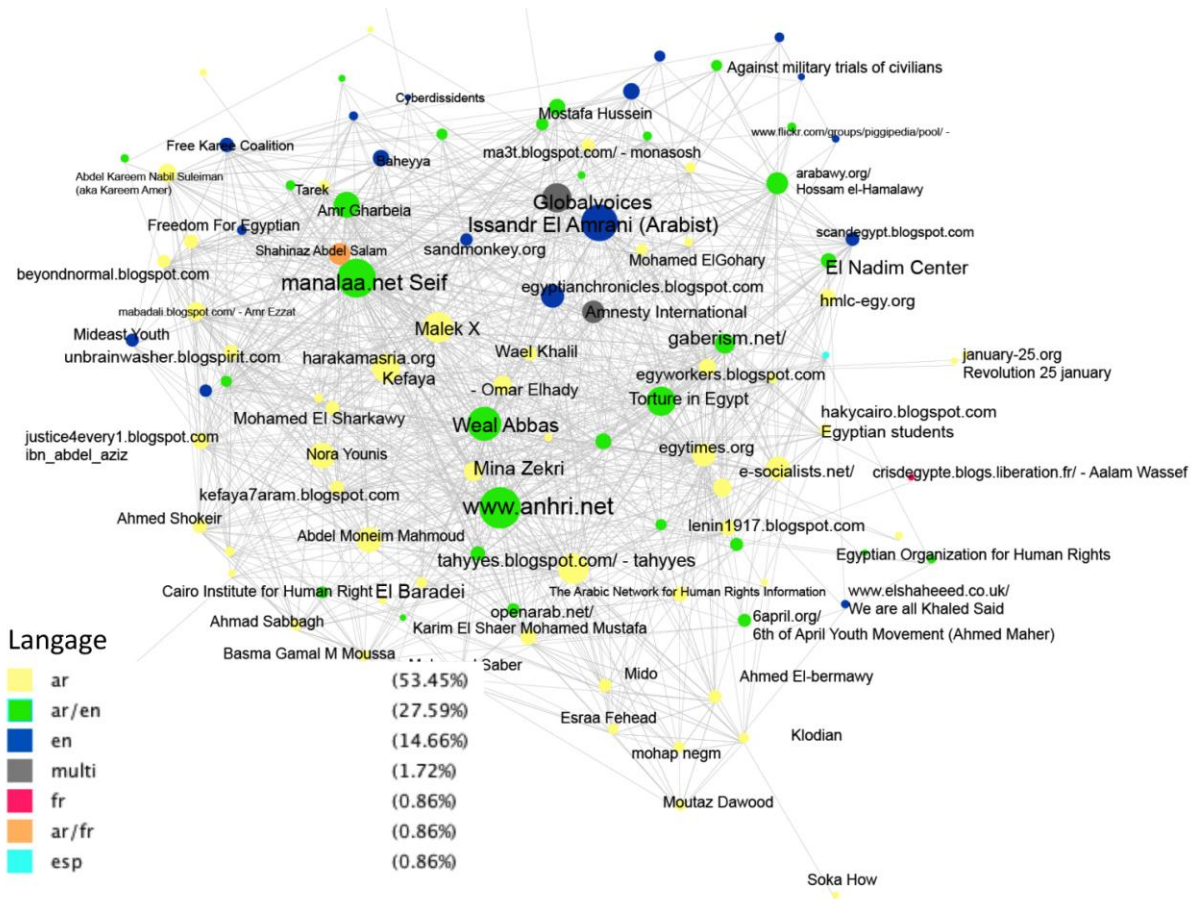 Against military trials of civilians
Cyberdissidents
Mostafa Hussein
www.flickr.com/groups/piggipedia/pool/ -
Free Karee Coalition
Baheyya
ma3t.blogspot.com/ - monasosh
Abdel Kareem Nabil Suleiman
(aka Kareem Amer)
Tarek
arabawy.org/
Hossam el-Hamalawy
Amr Gharbeia
Globalvoices
Freedom For Egyptian
Issandr El Amrani (Arabist)
scandegypt.blogspot.com
Shahinaz Abdel Salam
sandmonkey.org
Mohamed ElGohary
El Nadim Center
beyondnormal.blogspot.com
manalaa.net Seif
egyptianchronicles.blogspot.com
hmlc-egy.org
mabadali.blogspot.com/ - Amr Ezzat
Amnesty International
Mideast Youth
Malek X
gaberism.net/
unbrainwasher.blogspirit.com
harakamasria.org
Kefaya
Wael Khalil
january-25.org
Revolution 25 january
egyworkers.blogspot.com
- Omar Elhady
Torture in Egypt
Mohamed El Sharkawy
Weal Abbas
hakycairo.blogspot.com
Egyptian students
justice4every1.blogspot.com
ibn_abdel_aziz
Nora Younis
egytimes.org
Mina Zekri
e-socialists.net/
crisdegypte.blogs.liberation.fr/ - Aalam Wassef
kefaya7aram.blogspot.com
www.anhri.net
Ahmed Shokeir
Abdel Moneim Mahmoud
lenin1917.blogspot.com
tahyyes.blogspot.com/ - tahyyes
Egyptian Organization for Human Rights
Cairo Institute for Human Right
El Baradei
The Arabic Network for Human Rights Information
www.elshaheeed.co.uk/
We are all Khaled Said
openarab.net/
Ahmad Sabbagh
Karim El Shaer Mohamed Mustafa
6april.org/
6th of April Youth Movement (Ahmed Maher)
Basma Gamal M Moussa
Saber
Mido
Ahmed El-bermawy
Esraa Fehead
Klodian
mohap negm
Moutaz Dawood
Soka How
Langage
ar (53.45%)
ar/en (27.59%)
en (14.66%)
multi (1.72%)
fr (0.86%)
ar/fr (0.86%)
esp (0.86%)